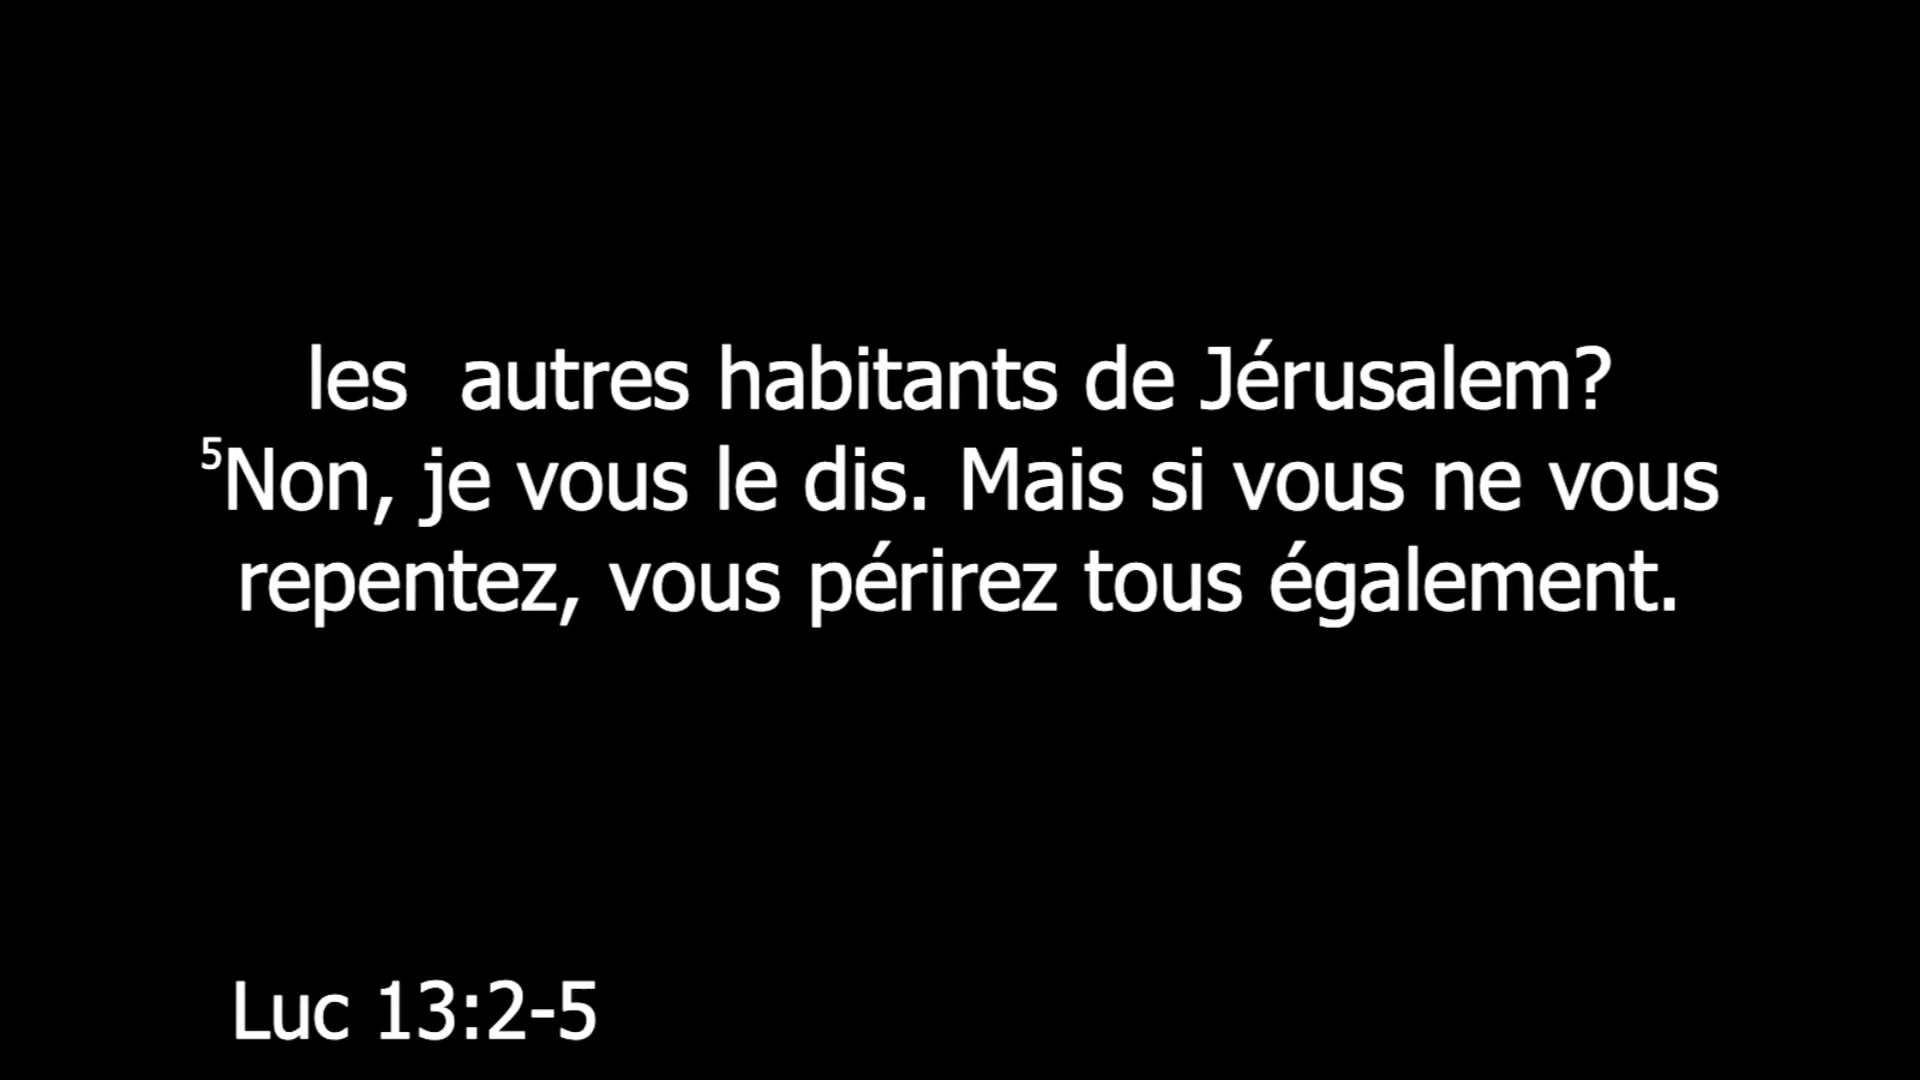 les  autres habitants de Jérusalem?
⁵Non, je vous le dis. Mais si vous ne vous
repentez, vous périrez tous également.
Luc 13:2-5